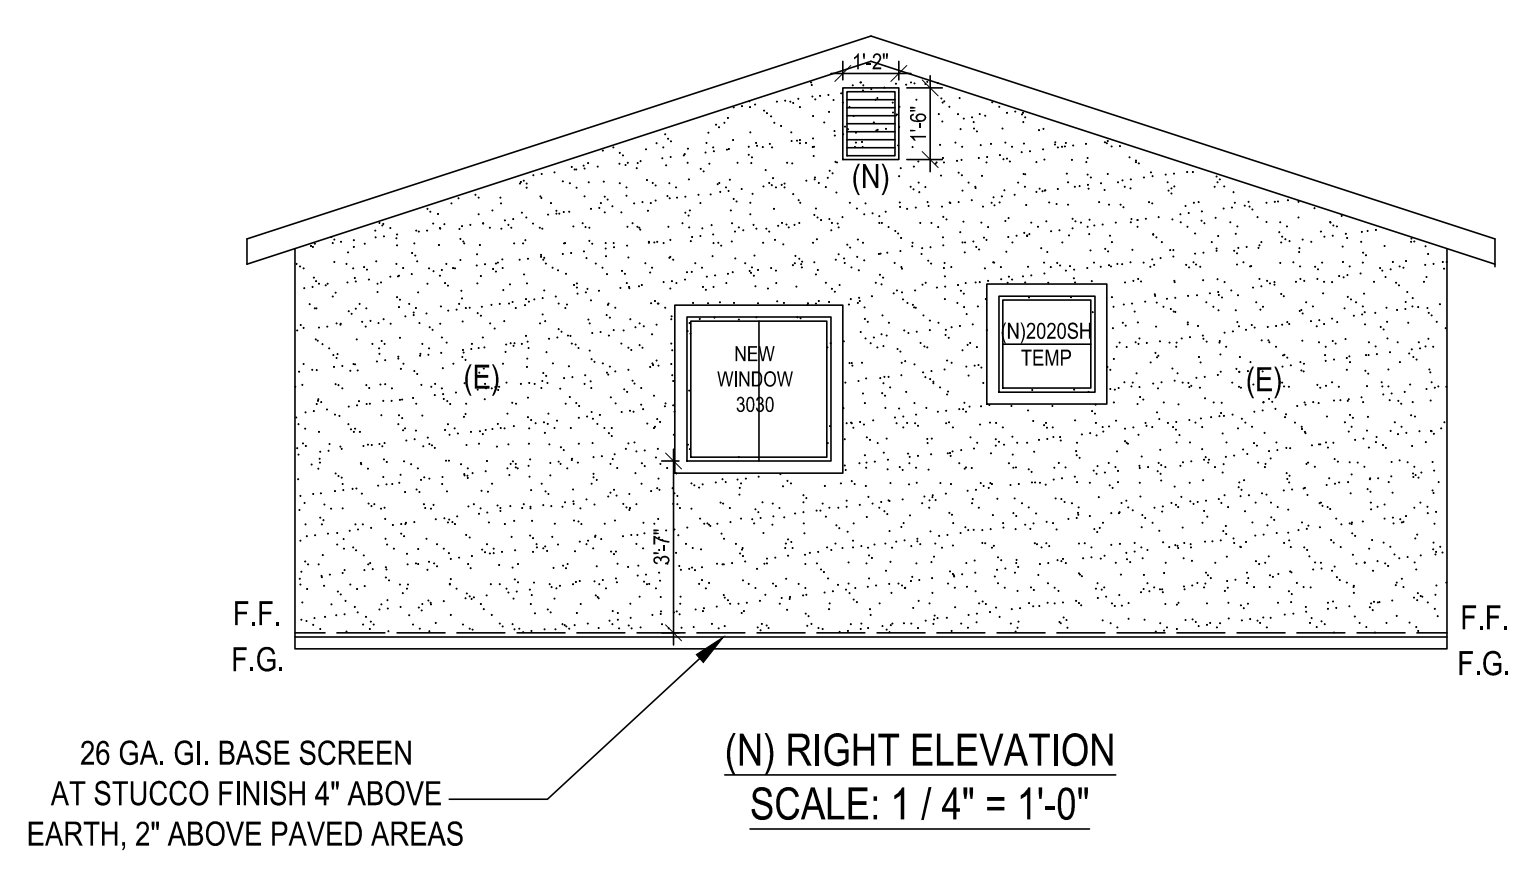 1'-2"
1'-6"
(N)
(N)2020SH
TEMP
NEW
WINDOW
3030
(E)
(E)
3'-7"
F.F.
F.F.
F.G.
F.G.
26 GA. GI. BASE SCREEN
AT STUCCO FINISH 4" ABOVE
EARTH, 2" ABOVE PAVED AREAS
(N) RIGHT ELEVATION
SCALE: 1 / 4" = 1'-0"